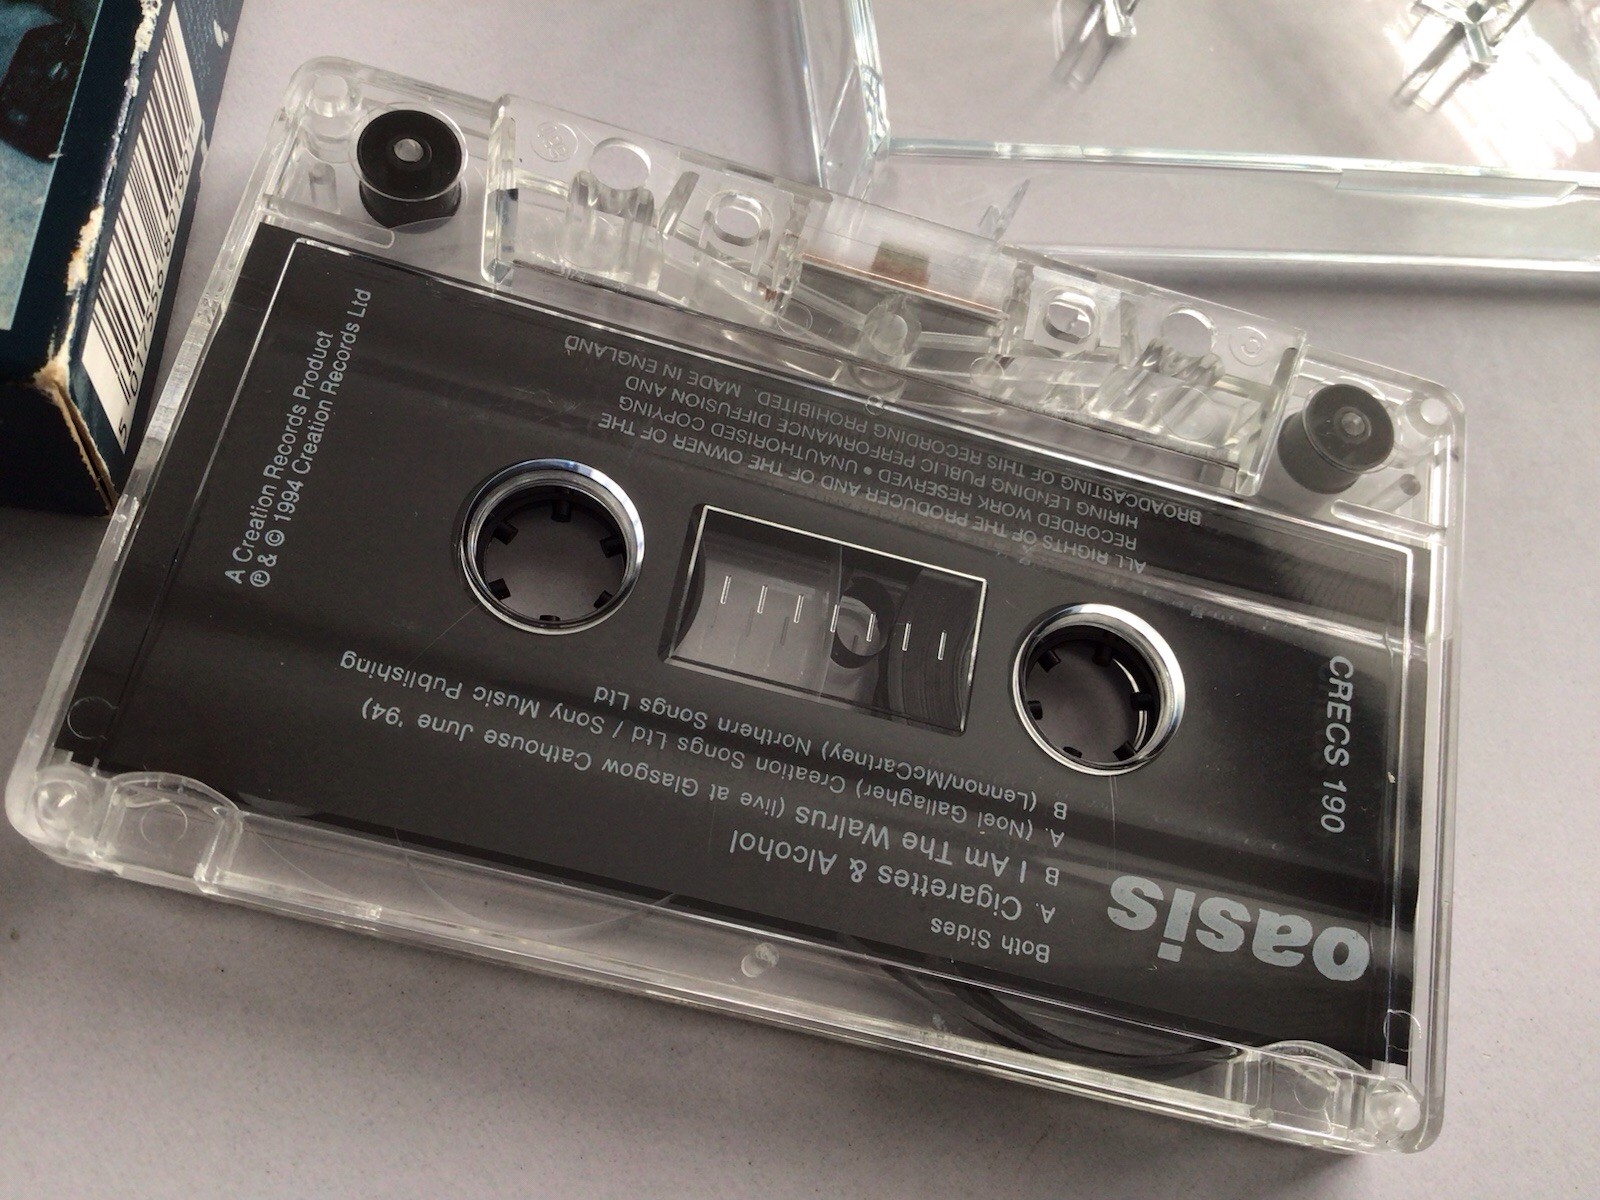 oasis
CRECS 190
Both Sides
A. Cigarettes & Alcohol
B I Am The Walrus (live at Glasgow Cathouse June '94)
A. (Noel Gallagher) Creation Songs Ltd / Sony Music Publishing
B (Lennon/McCartney) Northern Songs Ltd
ALL RIGHTS OF THE PRODUCER AND OF THE OWNER OF THE
RECORDED WORK RESERVED • UNAUTHORISED COPYING
HIRING LENDING PUBLIC PERFORMANCE DIFFUSION AND
BROADCASTING OF THIS RECORDING PROHIBITED. MADE IN ENGLAND
A Creation Records Product
℗ & © 1994 Creation Records Ltd